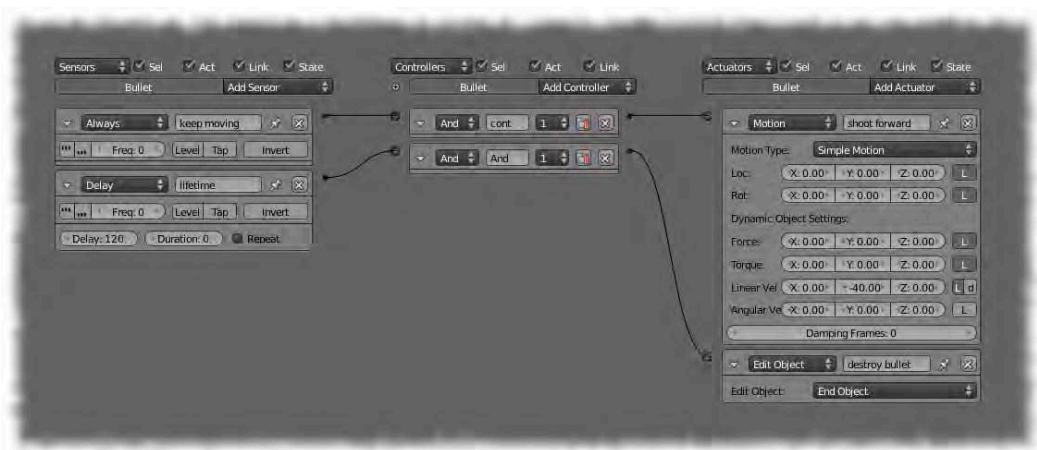 Sensors Sel Act Link State
Bullet Add Sensor
Always keep moving
Freq: 0 Level Tap Invert
Delay lifetime
Freq: 0 Level Tap Invert
Delay: 120 Duration: 0 Repeat
Controllers Sel Act Link
Bullet Add Controller
And cont 1
And And 1
Actuators Sel Act Link State
Bullet Add Actuator
Motion shoot forward
Motion Type: Simple Motion
Loc: X: 0.00 Y: 0.00 Z: 0.00 L
Rot: X: 0.00 Y: 0.00 Z: 0.00 L
Dynamic Object Settings:
Force: X: 0.00 Y: 0.00 Z: 0.00 L
Torque: X: 0.00 Y: 0.00 Z: 0.00 L
Linear Vel X: 0.00 -40.00 Z: 0.00 L d
Angular Ve X: 0.00 Y: 0.00 Z: 0.00 L
Damping Frames: 0
Edit Object destroy bullet
Edit Object: End Object